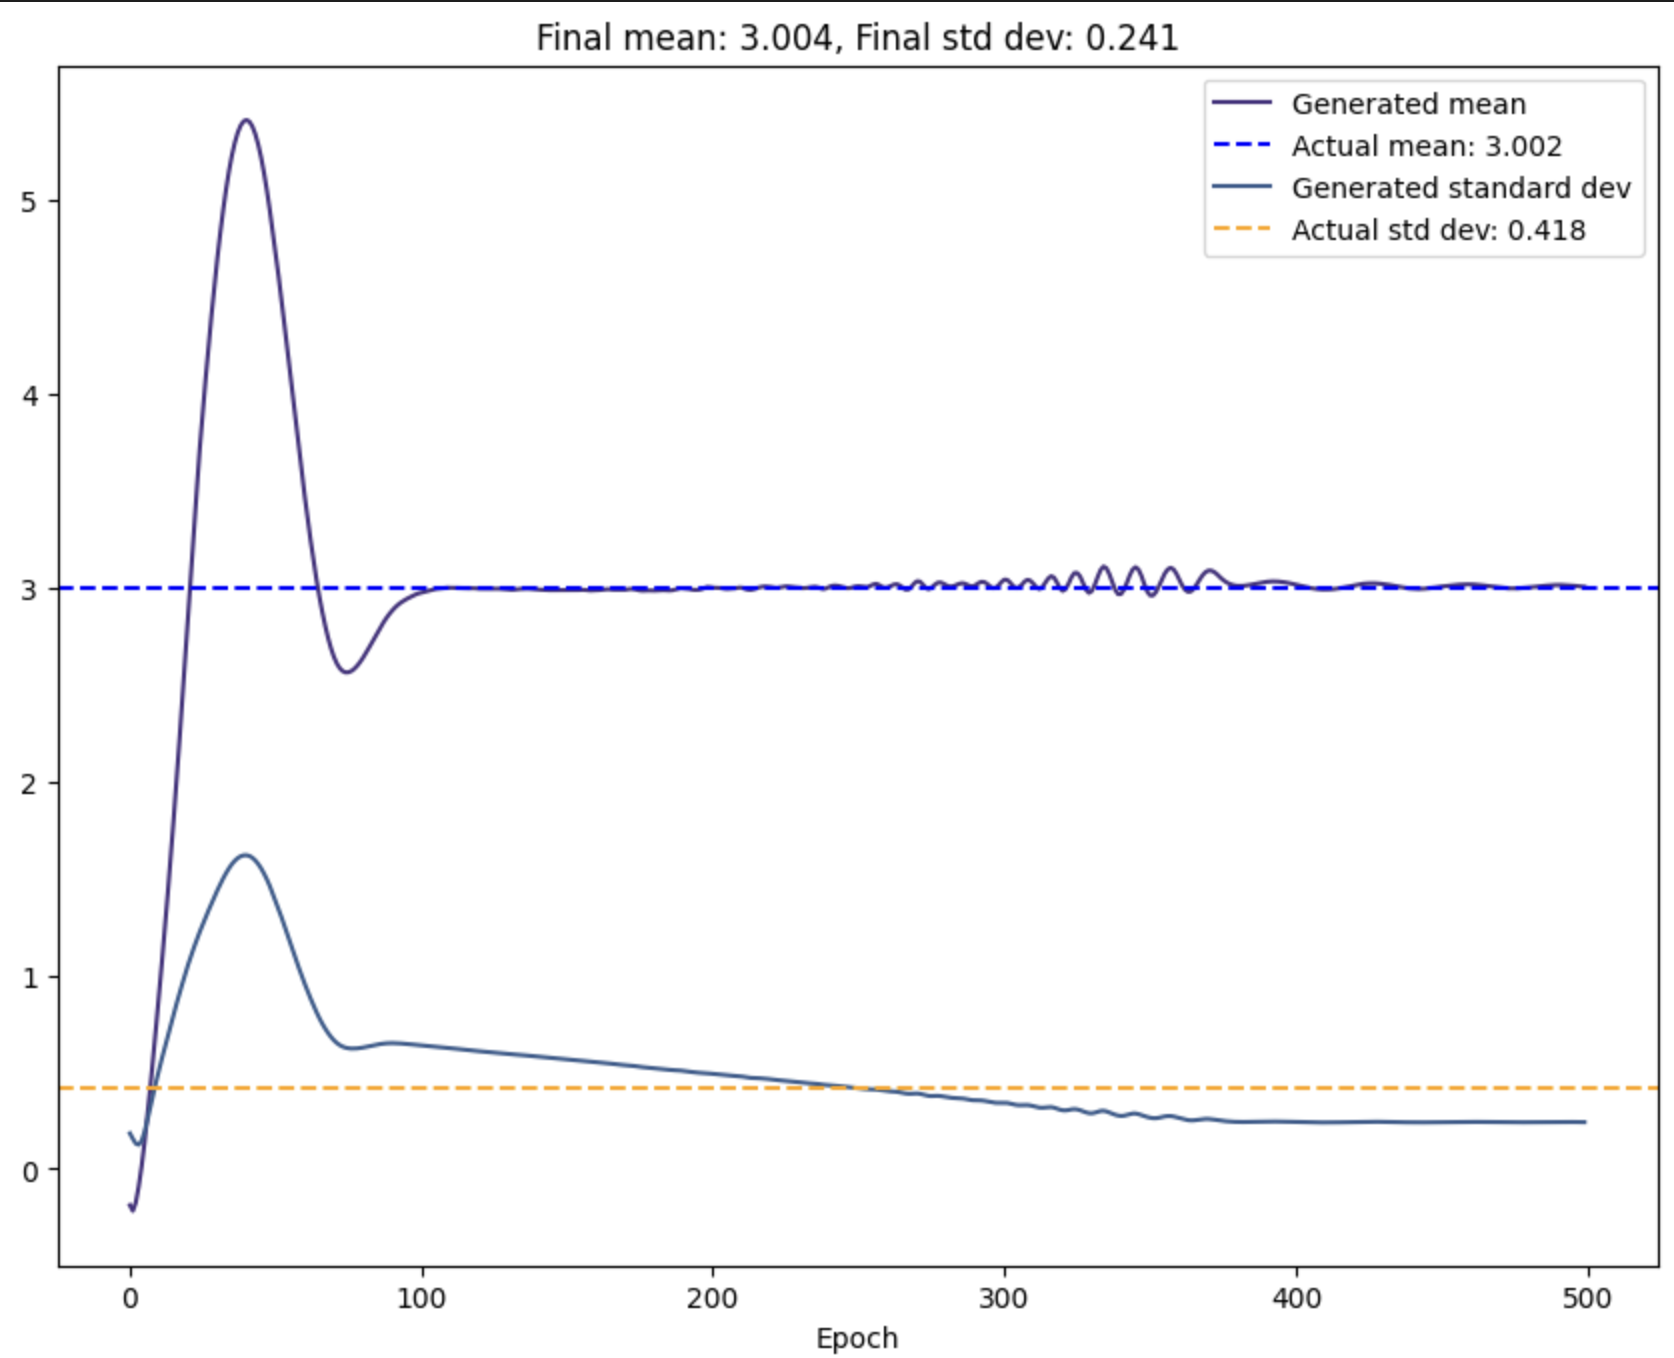 Final mean: 3.004, Final std dev: 0.241
Generated mean
Actual mean: 3.002
Generated standard dev
Actual std dev: 0.418
5
4
3
2
1
0
0 100 200 300 400 500
Epoch